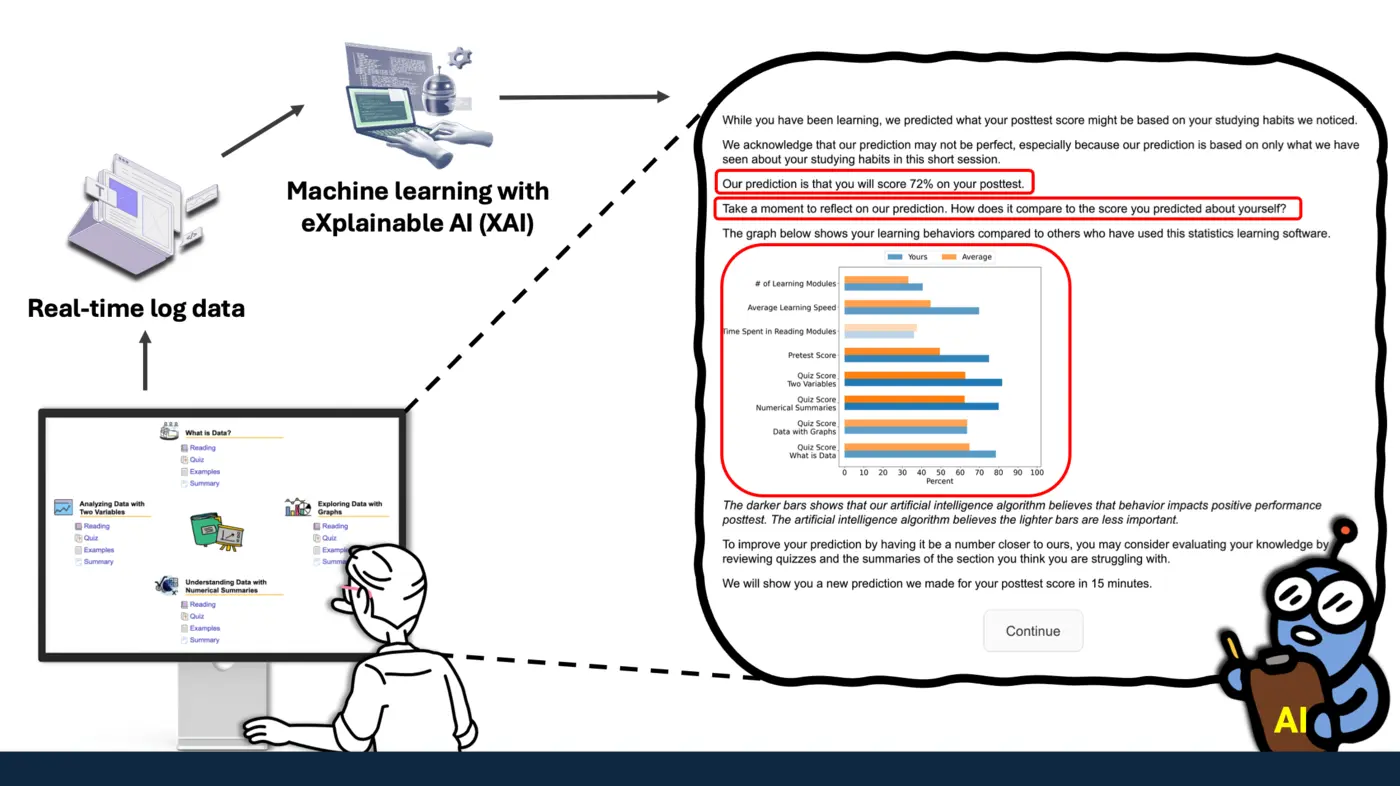 Machine learning with
eXplainable AI (XAI)
Real-time log data
What is Data?
Reading
Quiz
Examples
Summary
Analyzing Data with
Two Variables
Reading
Quiz
Examples
Summary
Exploring Data with
Graphs
Reading
Quiz
Understanding Data with
Numerical Summaries
Reading
Quiz
Examples
Summary
While you have been learning, we predicted what your posttest score might be based on your studying habits we noticed.
We acknowledge that our prediction may not be perfect, especially because our prediction is based on only what we have
seen about your studying habits in this short session.
Our prediction is that you will score 72% on your posttest.
Take a moment to reflect on our prediction. How does it compare to the score you predicted about yourself?
The graph below shows your learning behaviors compared to others who have used this statistics learning software.
Yours Average
# of Learning Modules
Average Learning Speed
Time Spent in Reading Modules
Pretest Score
Quiz Score
Two Variables
Quiz Score
Numerical Summaries
Quiz Score
Data with Graphs
Quiz Score
What is Data
0 10 20 30 40 50 60 70 80 90 100
Percent
The darker bars shows that our artificial intelligence algorithm believes that behavior impacts positive performance
posttest. The artificial intelligence algorithm believes the lighter bars are less important.
To improve your prediction by having it be a number closer to ours, you may consider evaluating your knowledge by
reviewing quizzes and the summaries of the section you think you are struggling with.
We will show you a new prediction we made for your posttest score in 15 minutes.
Continue
AI